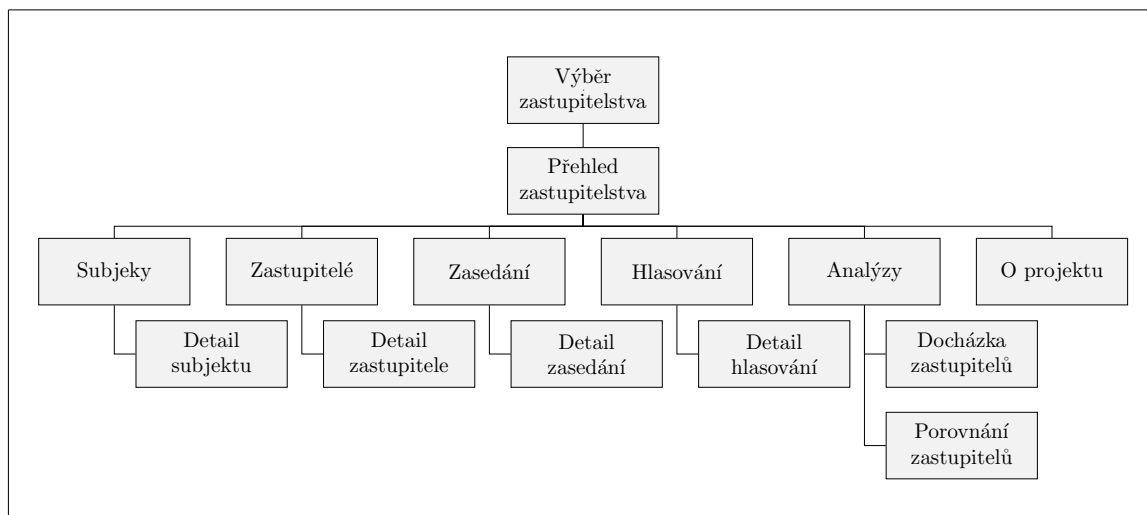 Výběr
zastupitelstva
Přehled
zastupitelstva
Subjeky
Zastupitelé
Zasedání
Hlasování
Analýzy
O projektu
Detail
subjektu
Detail
zastupitele
Detail
zasedání
Detail
hlasování
Docházka
zastupitelů
Porovnání
zastupitelů